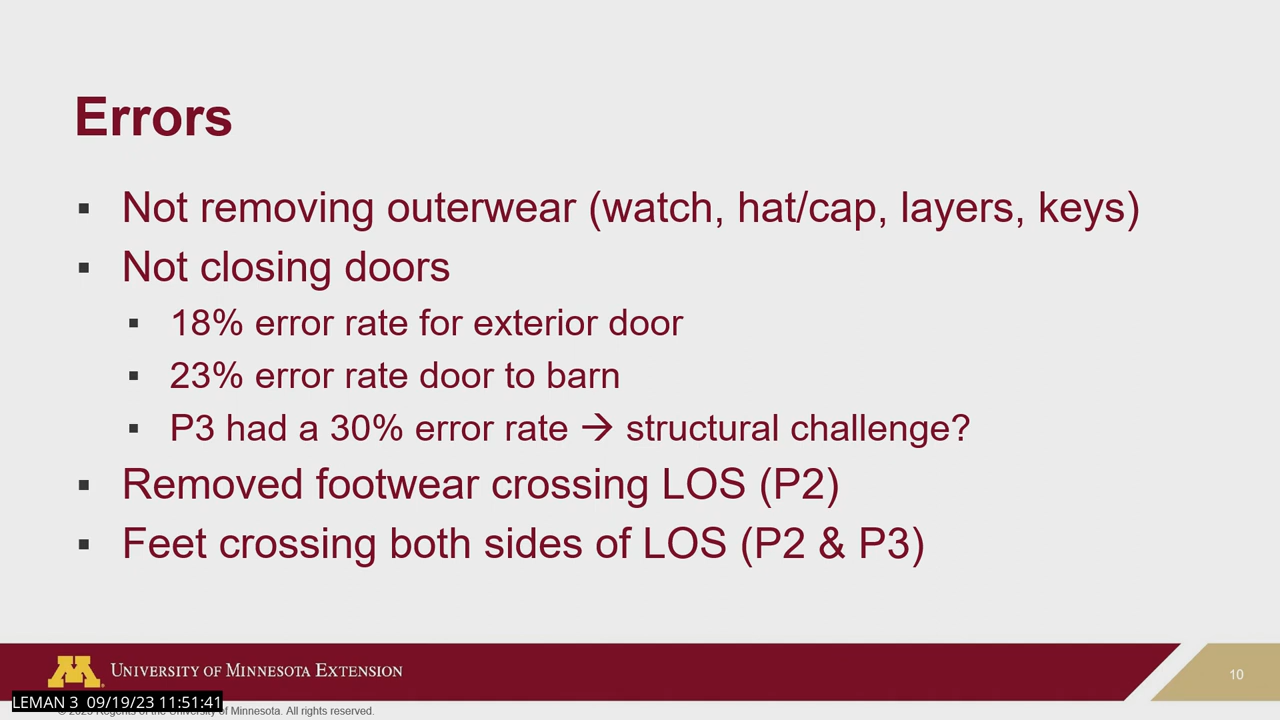 Errors
▪ Not removing outerwear (watch, hat/cap, layers, keys)
▪ Not closing doors
▪ 18% error rate for exterior door
▪ 23% error rate door to barn
▪ P3 had a 30% error rate → structural challenge?
▪ Removed footwear crossing LOS (P2)
▪ Feet crossing both sides of LOS (P2 & P3)
M UNIVERSITY OF MINNESOTA EXTENSION
10
LEMAN 3 09/19/23 11:51:41
of Minnesota. All rights reserved.